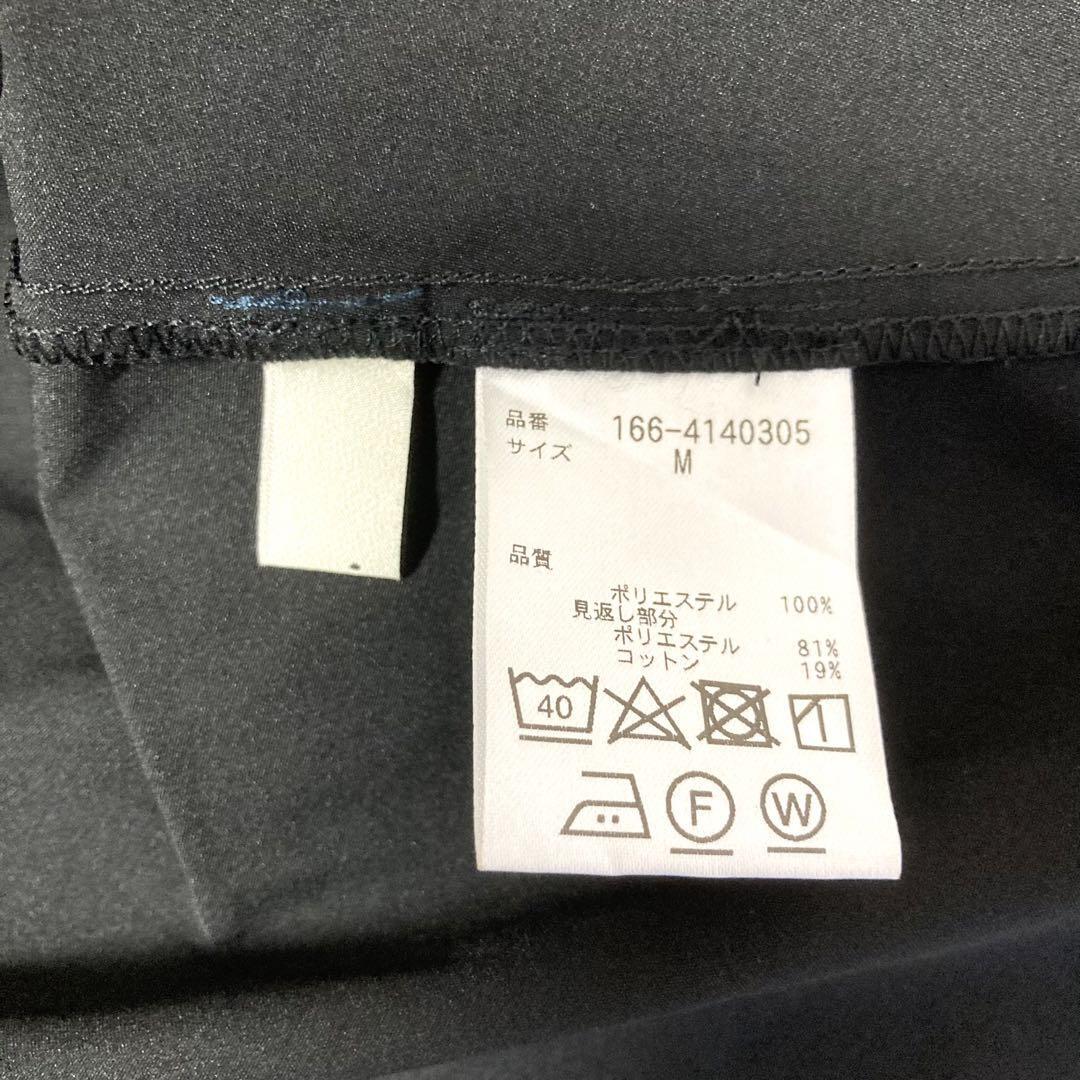 品番 166-4140305
サイズ M
品質
ポリエステル 100%
見返し部分
ポリエステル 81%
コットン 19%
40
F W